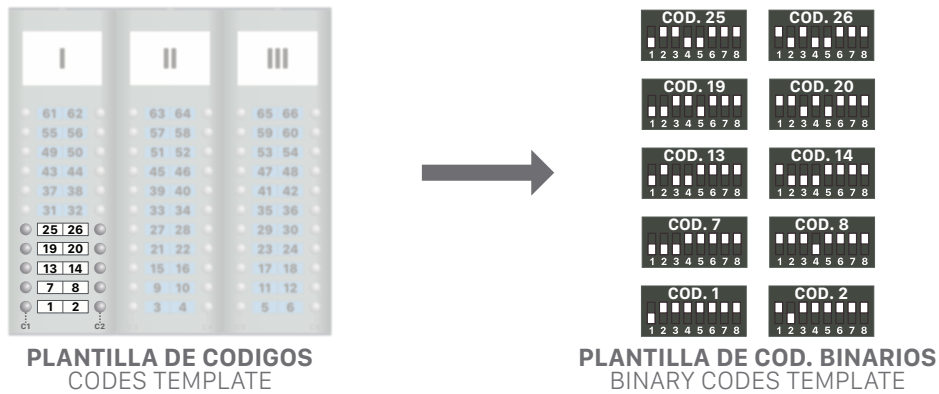 I II III
61 62 63 64 65 66
55 56 57 58 59 60
49 50 51 52 53 54
43 44 45 46 47 48
37 38 39 40 41 42
31 32 33 34 35 36
25 26 27 28 29 30
19 20 21 22 23 24
13 14 15 16 17 18
7 8 9 10 11 12
1 2 3 4 5 6
C1 C2
PLANTILLA DE CODIGOS
CODES TEMPLATE
COD. 25 COD. 26
1 2 3 4 5 6 7 8 1 2 3 4 5 6 7 8
COD. 19 COD. 20
1 2 3 4 5 6 7 8 1 2 3 4 5 6 7 8
COD. 13 COD. 14
1 2 3 4 5 6 7 8 1 2 3 4 5 6 7 8
COD. 7 COD. 8
1 2 3 4 5 6 7 8 1 2 3 4 5 6 7 8
COD. 1 COD. 2
1 2 3 4 5 6 7 8 1 2 3 4 5 6 7 8
PLANTILLA DE COD. BINARIOS
BINARY CODES TEMPLATE